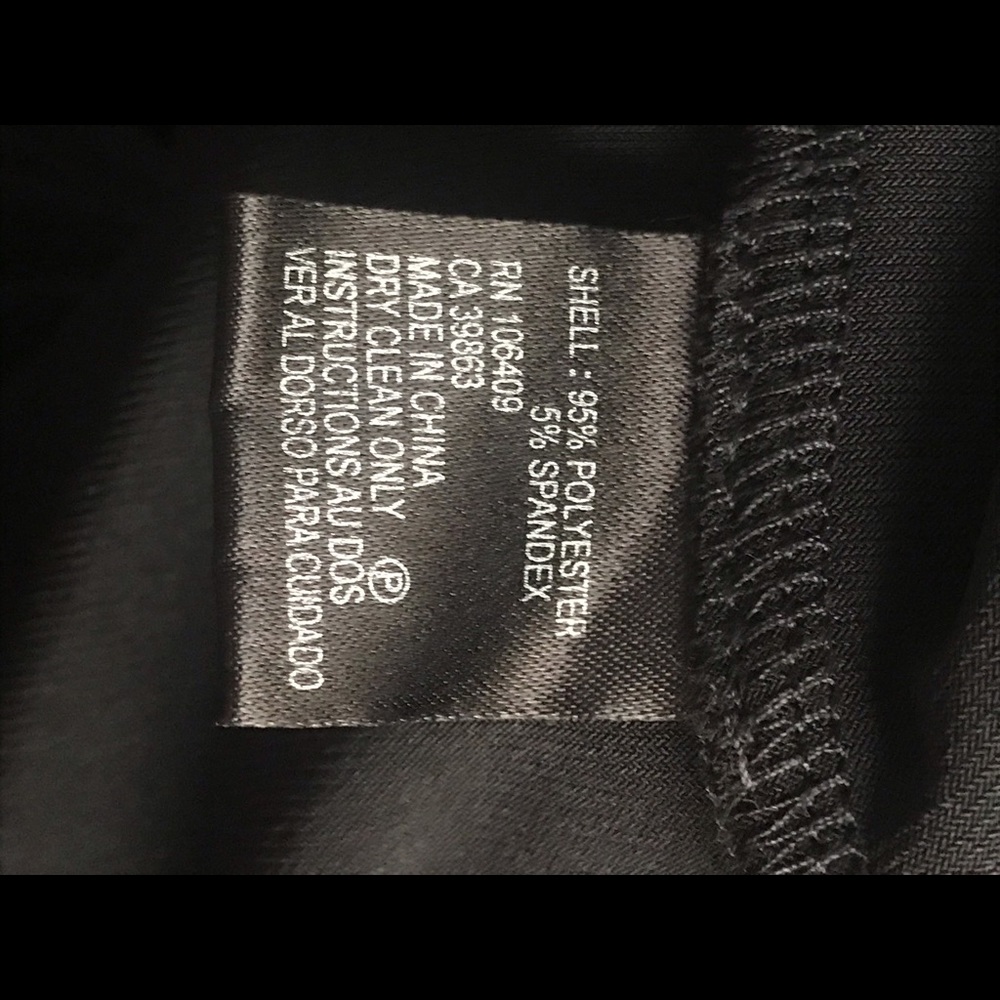 SHELL : 95% POLYESTER
5% SPANDEX
RN 106409
CA 39863
MADE IN CHINA
DRY CLEAN ONLY Ⓟ
INSTRUCTIONS AU DOS
VER AL DORSO PARA CUIDADO